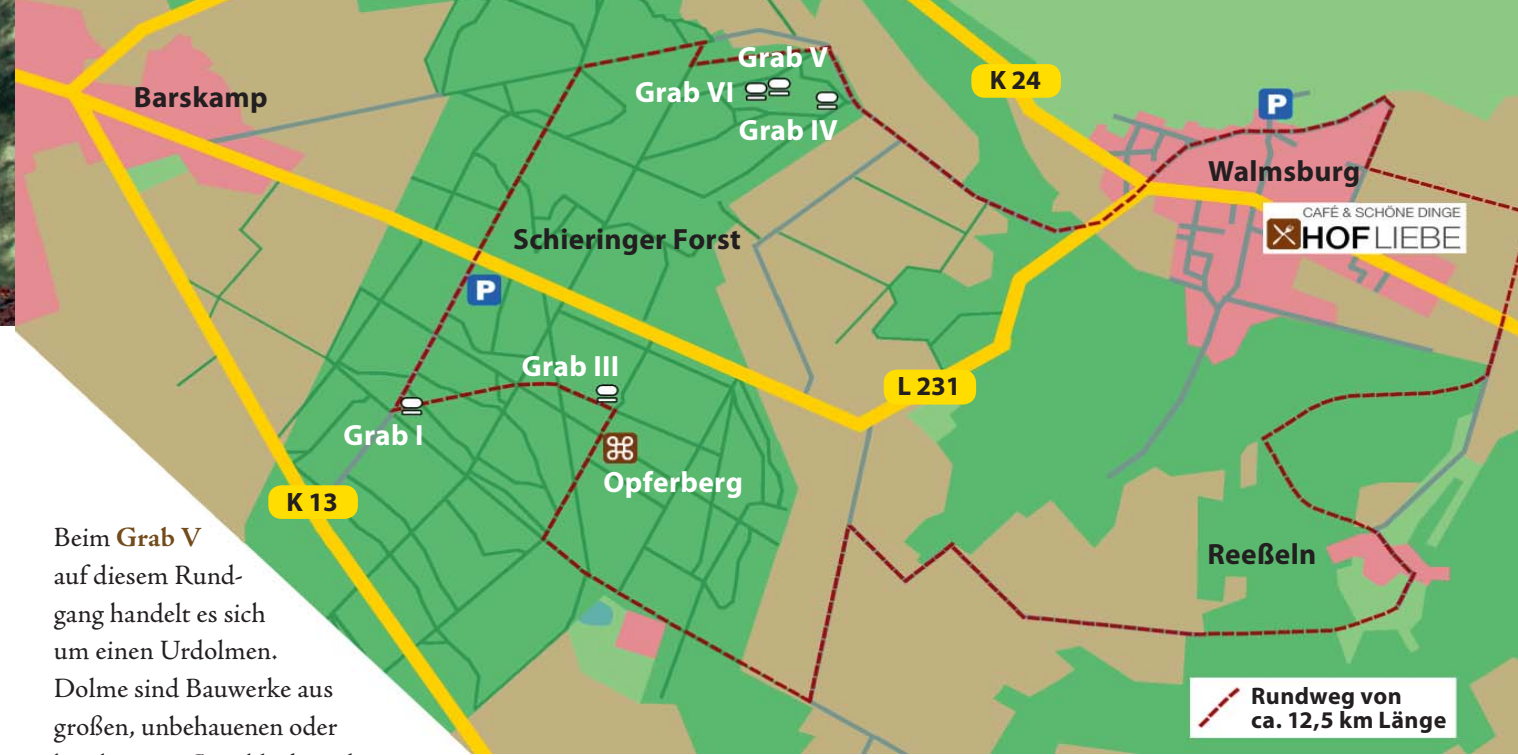 Barskamp
Grab V
Grab VI
Grab IV
K 24
P
Walmsburg
CAFÉ & SCHÖNE DINGE
HOFLIEBE
Schieringer Forst
P
Grab III
L 231
Grab I
Opferberg
K 13
Reeßeln
Beim Grab V
auf diesem Rund-
gang handelt es sich
um einen Urdolmen.
Dolme sind Bauwerke aus
großen, unbehauenen oder
Rundweg von
ca. 12,5 km Länge